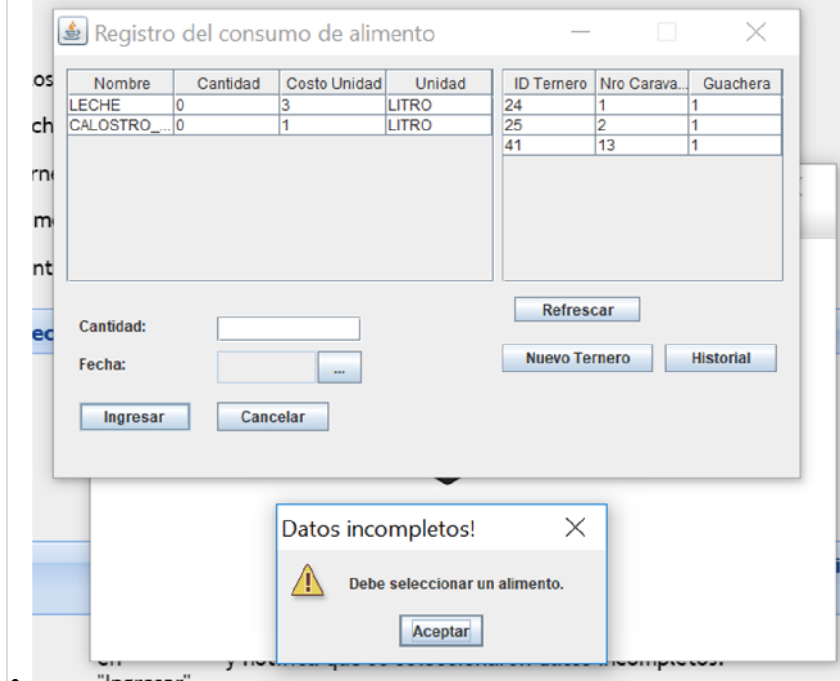 Registro del consumo de alimento
Nombre Cantidad Costo Unidad Unidad
LECHE 0 3 LITRO
CALOSTRO_... 0 1 LITRO
ID Ternero Nro Carava... Guachera
24 1 1
25 2 1
41 13 1
Refrescar
Cantidad:
Fecha:
...
Nuevo Ternero Historial
Ingresar Cancelar
Datos incompletos!
Debe seleccionar un alimento.
Aceptar
"Ingresar"